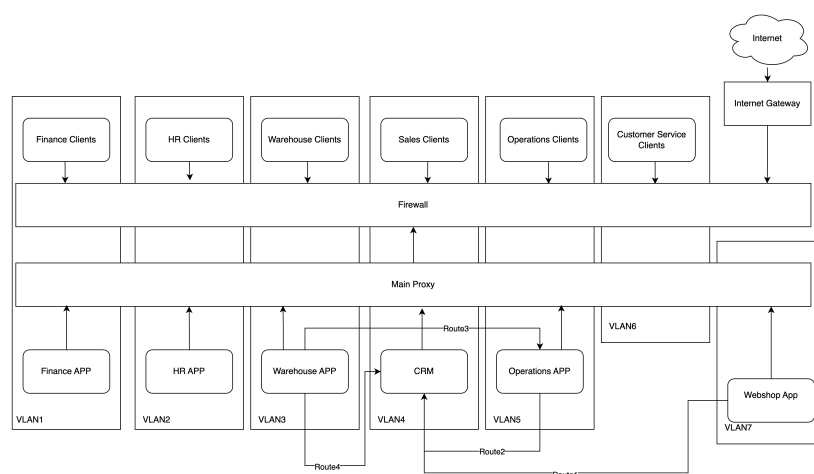 Internet
Internet Gateway
Finance Clients
HR Clients
Warehouse Clients
Sales Clients
Operations Clients
Customer Service
Clients
Firewall
Main Proxy
Route3
VLAN6
Finance APP
HR APP
Warehouse APP
CRM
Operations APP
Webshop App
VLAN1
VLAN2
VLAN3
VLAN4
VLAN5
VLAN7
Route2
Route4